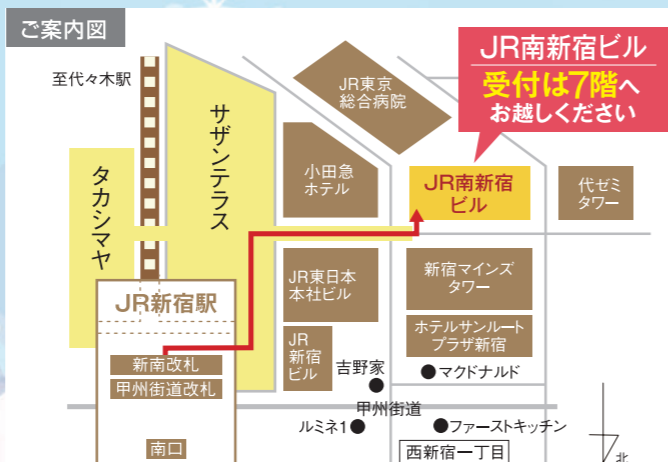 ご案内図
JR南新宿ビル
受付は7階へ
お越しください
至代々木駅
JR東京
総合病院
サザンテラス
タカシマヤ
小田急
ホテル
JR南新宿
ビル
代ゼミ
タワー
JR東日本
本社ビル
新宿マインズ
タワー
JR新宿駅
ホテルサンルート
プラザ新宿
JR
新宿
ビル
新南改札
甲州街道改札
吉野家
マクドナルド
甲州街道
ルミネ1
ファーストキッチン
南口
西新宿一丁目
北